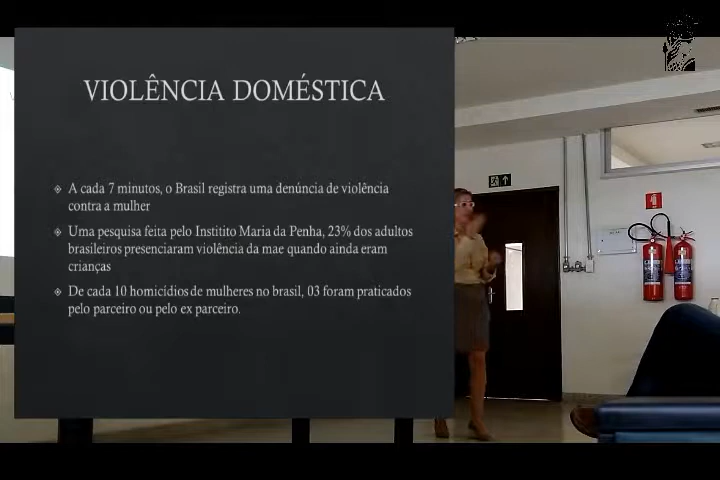 VIOLÊNCIA DOMÉSTICA
A cada 7 minutos, o Brasil registra uma denúncia de violência
contra a mulher
Uma pesquisa feita pelo Institito Maria da Penha, 23% dos adultos
brasileiros presenciaram violência da mae quando ainda eram
crianças
De cada 10 homicídios de mulheres no brasil, 03 foram praticados
pelo parceiro ou pelo ex parceiro.